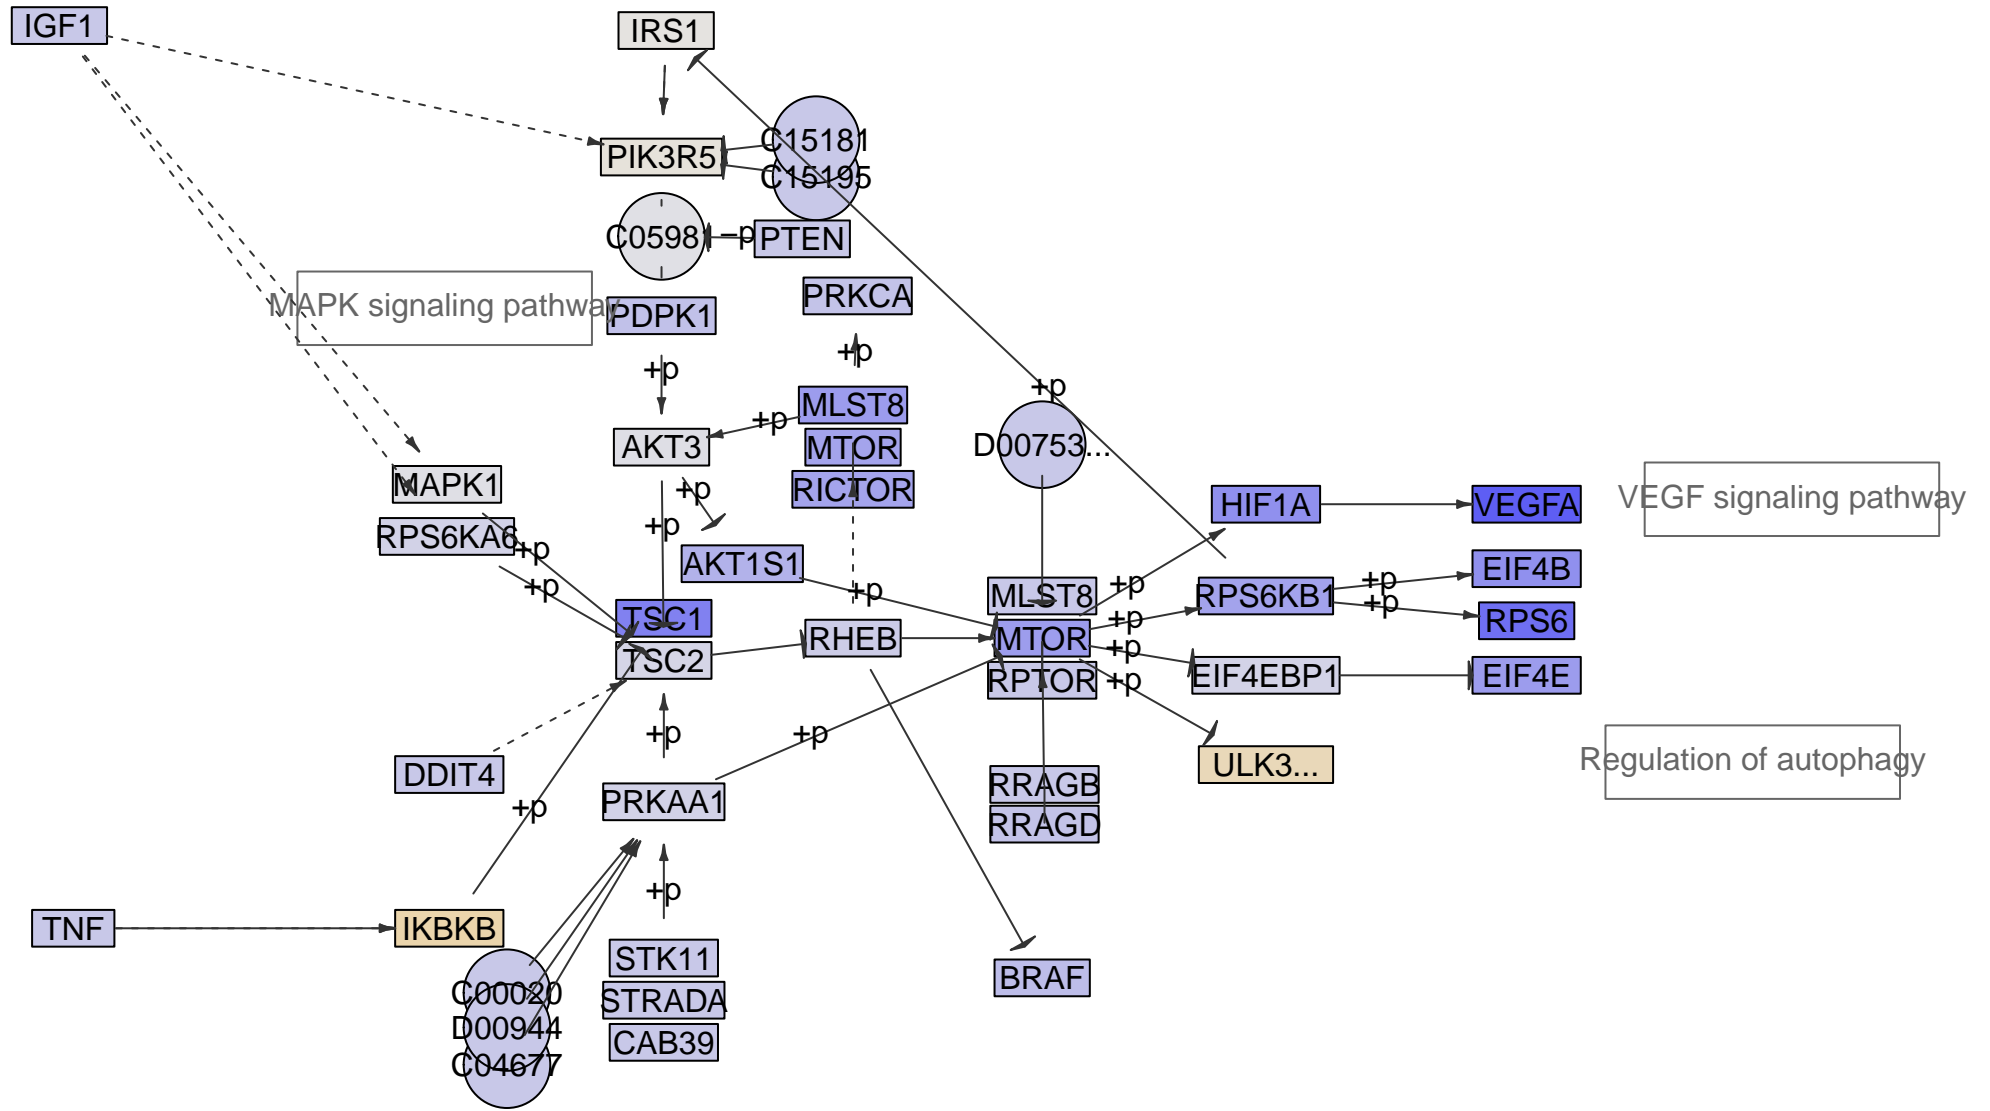 IGF1
IRS1
C15181
PIK3R5
C15195
C0598
-p
PTEN
PRKCA
MAPK signaling pathway
PDPK1
+p
+p
+p
MLST8
+p
AKT3
MTOR
D00753...
MAPK1
RICTOR
+p
HIF1A
VEGFA
VEGF signaling pathway
+p
RPS6KA6
+p
AKT1S1
EIF4B
+p
+p
+p
+p
MLST8
RPS6KB1
+p
TSC1
+p
RPS6
RHEB
MTOR
+p
TSC2
RPTOR
+p
EIF4EBP1
EIF4E
+p
+p
DDIT4
ULK3...
Regulation of autophagy
RRAGB
PRKAA1
+p
RRAGD
+p
TNF
IKBKB
STK11
BRAF
C00020
STRADA
D00944
CAB39
C04677